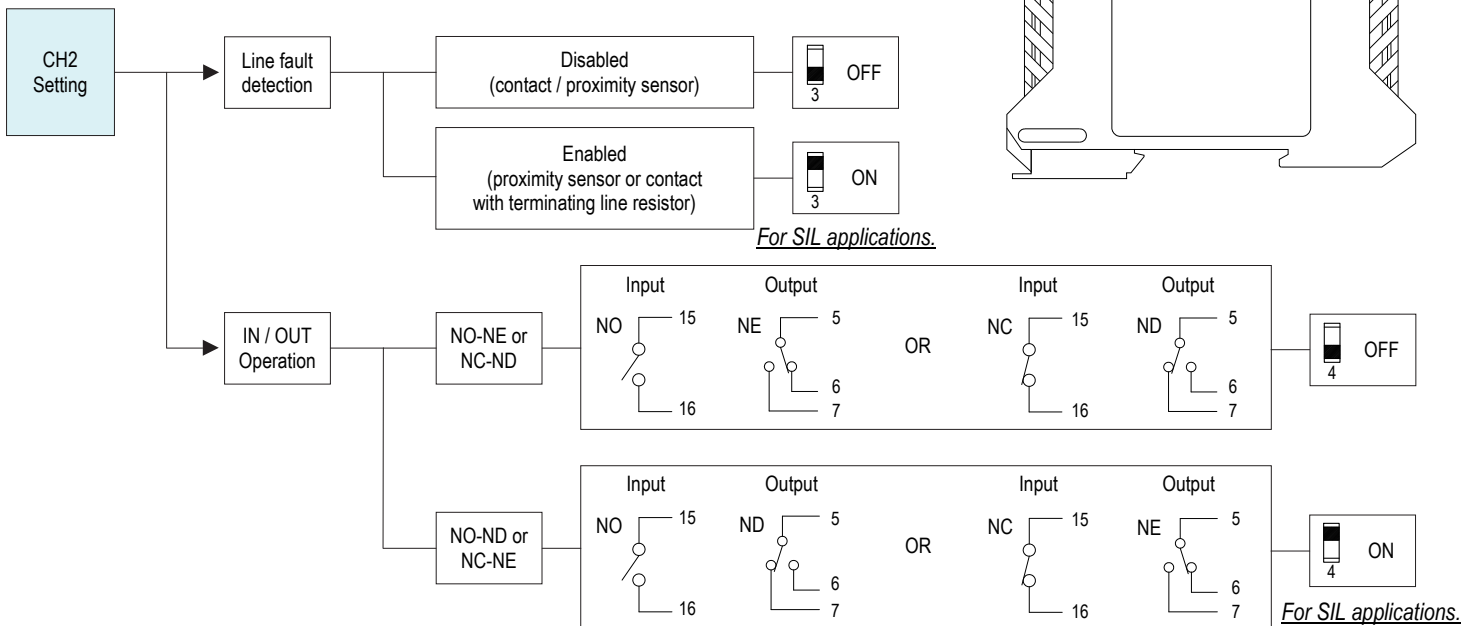 CH2
Setting
Line fault
detection
Disabled
(contact / proximity sensor)
3
OFF
Enabled
(proximity sensor or contact
with terminating line resistor)
3
ON
For SIL applications.
IN / OUT
Operation
NO-NE or
NC-ND
Input
Output
Input
Output
NO
15
16
NE
5
6
7
OR
NC
15
16
ND
5
6
7
4
OFF
NO-ND or
NC-NE
Input
Output
Input
Output
NO
15
16
ND
5
6
7
OR
NC
15
16
NE
5
6
7
4
ON
For SIL applications.